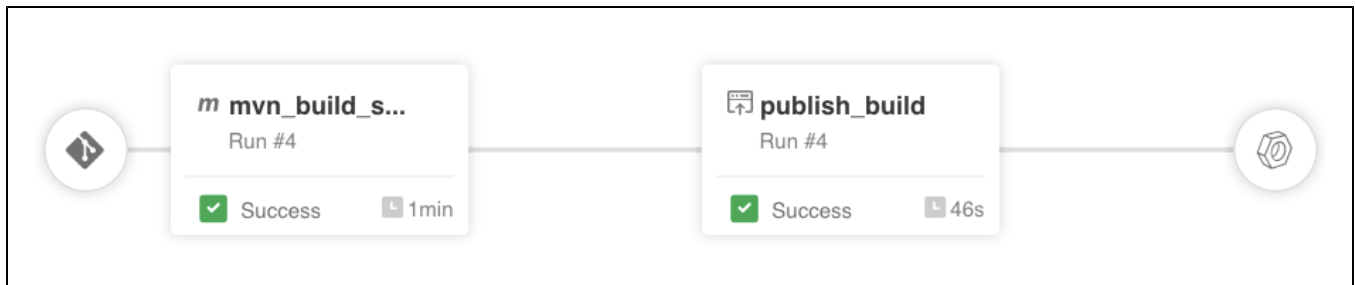 m mvn_build_s...
Run #4
Success 1min
publish_build
Run #4
Success 46s